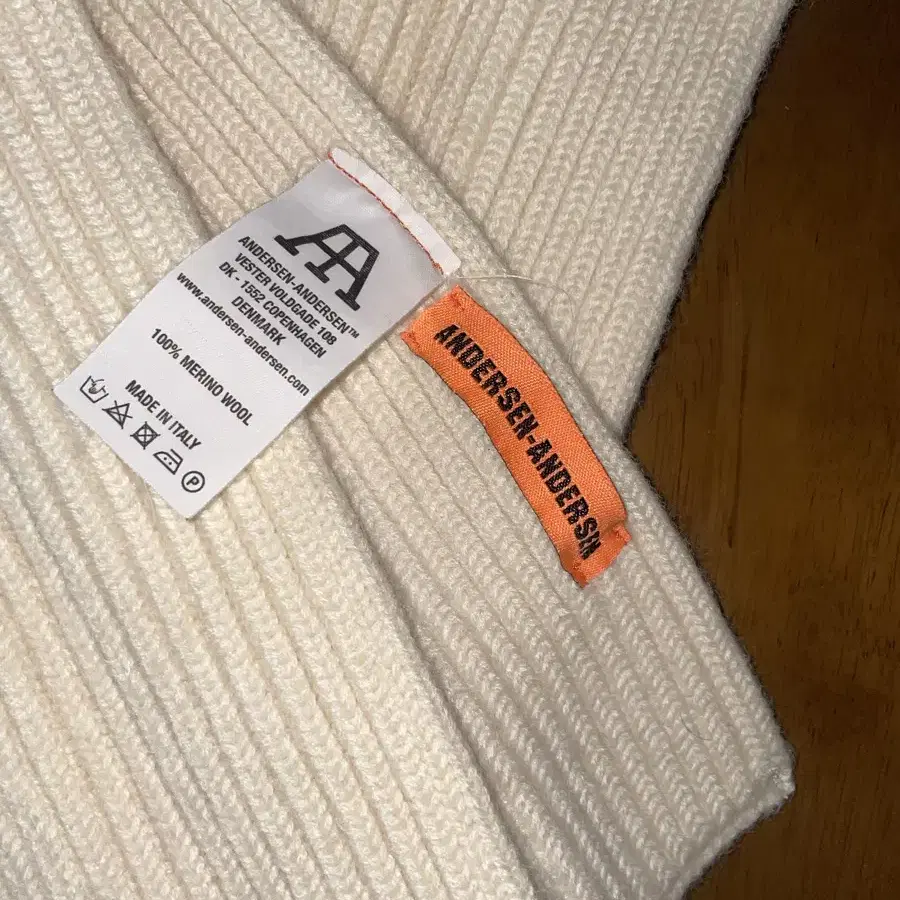 AA
ANDERSEN-ANDERSEN™
VESTER VOLDGADE 108
DK - 1552 COPENHAGEN
DENMARK
www.andersen-andersen.com
100% MERINO WOOL
MADE IN ITALY
P
ANDERSEN-ANDERSEN